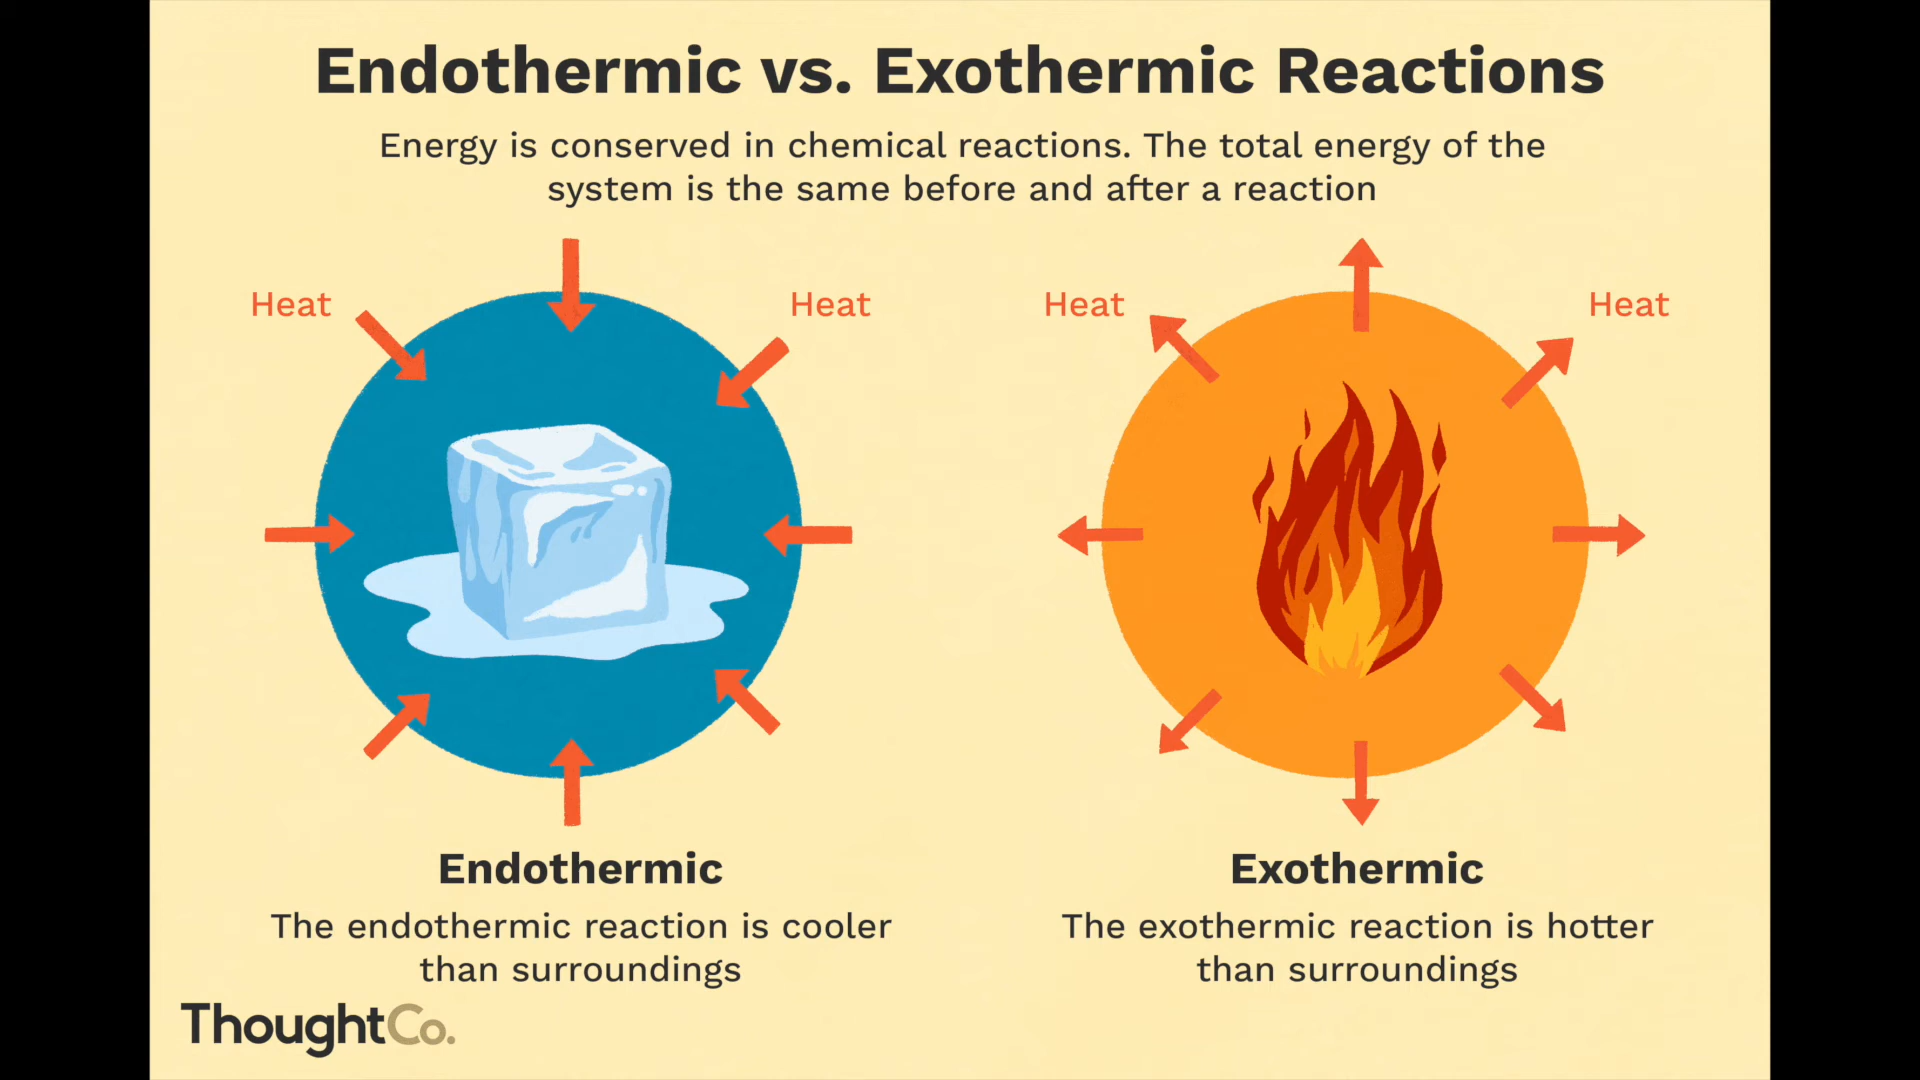 Endothermic vs. Exothermic Reactions
Energy is conserved in chemical reactions. The total energy of the
system is the same before and after a reaction
Heat
Heat
Heat
Heat
Endothermic
The endothermic reaction is cooler
than surroundings
Exothermic
The exothermic reaction is hotter
than surroundings
ThoughtCo.